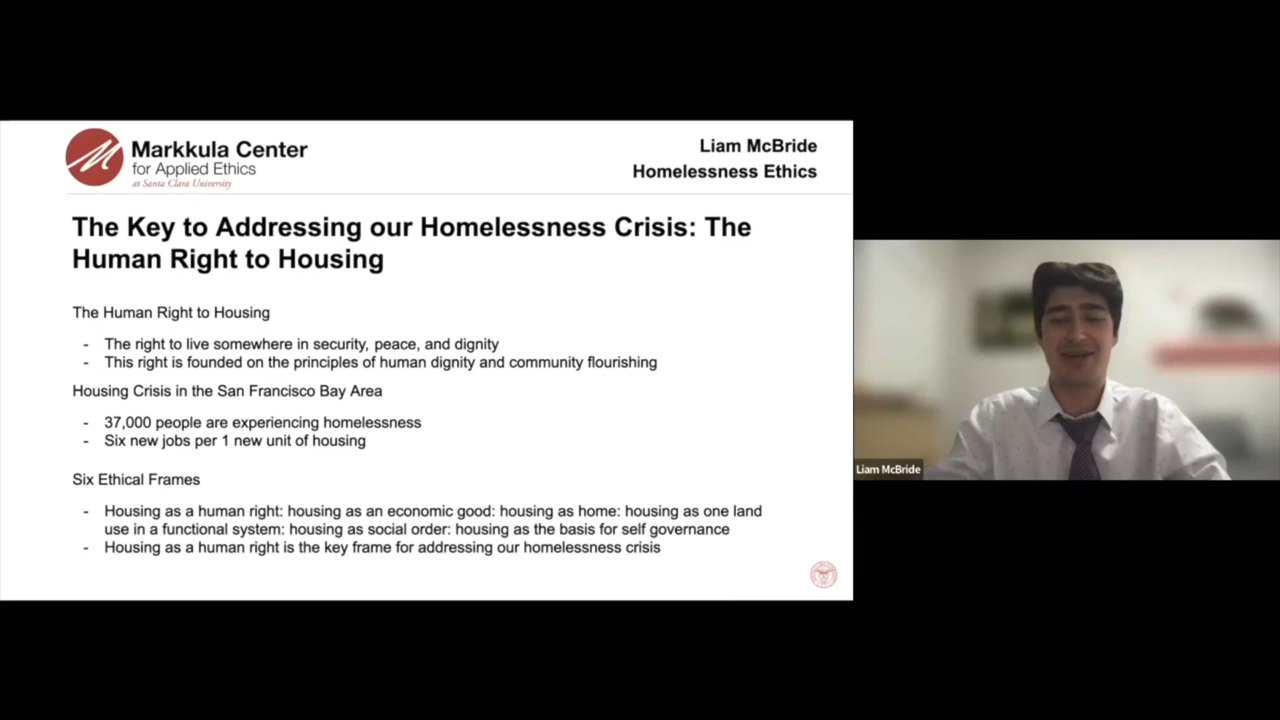 Markkula Center
for Applied Ethics
at Santa Clara University
Liam McBride
Homelessness Ethics
The Key to Addressing our Homelessness Crisis: The
Human Right to Housing
The Human Right to Housing
- The right to live somewhere in security, peace, and dignity
- This right is founded on the principles of human dignity and community flourishing
Housing Crisis in the San Francisco Bay Area
- 37,000 people are experiencing homelessness
- Six new jobs per 1 new unit of housing
Six Ethical Frames
- Housing as a human right: housing as an economic good: housing as home: housing as one land
use in a functional system: housing as social order: housing as the basis for self governance
- Housing as a human right is the key frame for addressing our homelessness crisis
Liam McBride